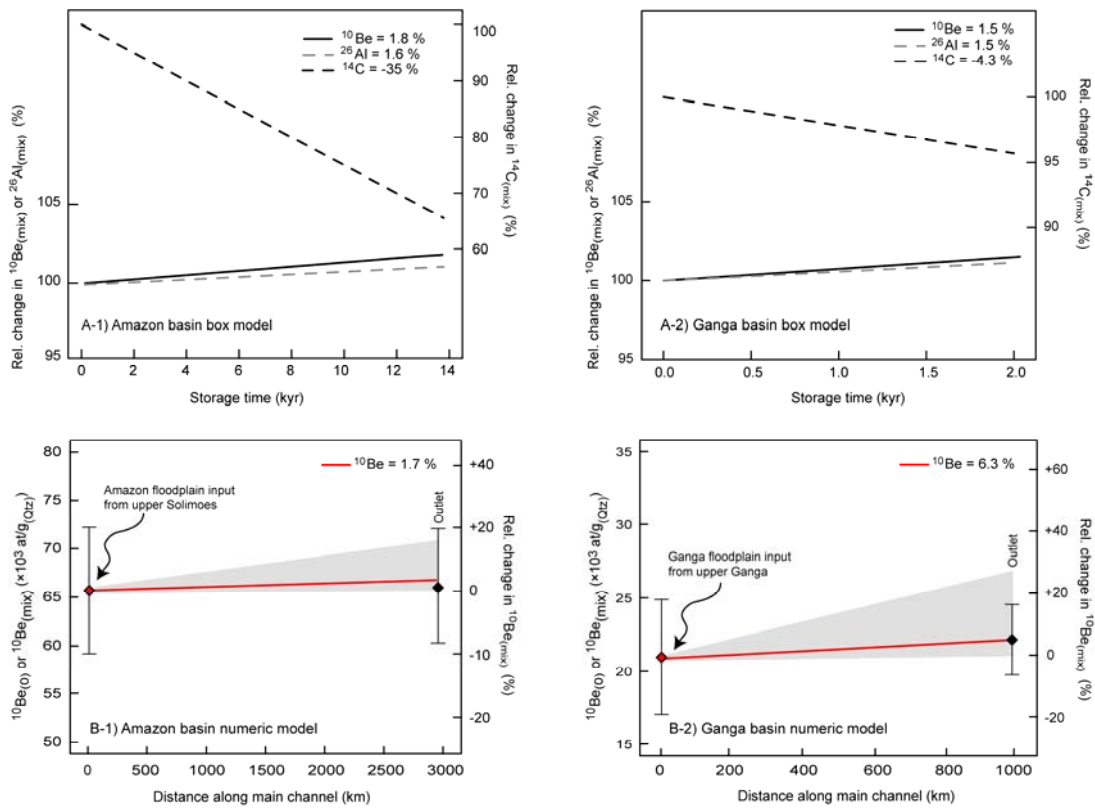 ¹⁰Be = 1.8 %
²⁶Al = 1.6 %
¹⁴C = -35 %
Rel. change in ¹⁰Be(mix) or ²⁶Al(mix) (%)
105
100
95
100
90
80
70
60
Rel. change in ¹⁴C(mix) (%)
A-1) Amazon basin box model
0 2 4 6 8 10 12 14
Storage time (kyr)
¹⁰Be = 1.5 %
²⁶Al = 1.5 %
¹⁴C = -4.3 %
Rel. change in ¹⁰Be(mix) or ²⁶Al(mix) (%)
105
100
95
100
95
90
Rel. change in ¹⁴C(mix) (%)
A-2) Ganga basin box model
0.0 0.5 1.0 1.5 2.0
Storage time (kyr)
¹⁰Be = 1.7 %
Amazon floodplain input
from upper Solimoes
Outlet
¹⁰Be(0) or ¹⁰Be(mix) (×10³ at/g(Qtz))
80
75
70
65
60
55
50
+40
+20
0
-10
-20
Rel. change in ¹⁰Be(mix) (%)
B-1) Amazon basin numeric model
0 500 1000 1500 2000 2500 3000
Distance along main channel (km)
¹⁰Be = 6.3 %
Ganga floodplain input
from upper Ganga
Outlet
¹⁰Be(0) or ¹⁰Be(mix) (×10³ at/g(Qtz))
35
30
25
20
15
+60
+40
+20
0
-20
Rel. change in ¹⁰Be(mix) (%)
B-2) Ganga basin numeric model
0 200 400 600 800 1000
Distance along main channel (km)